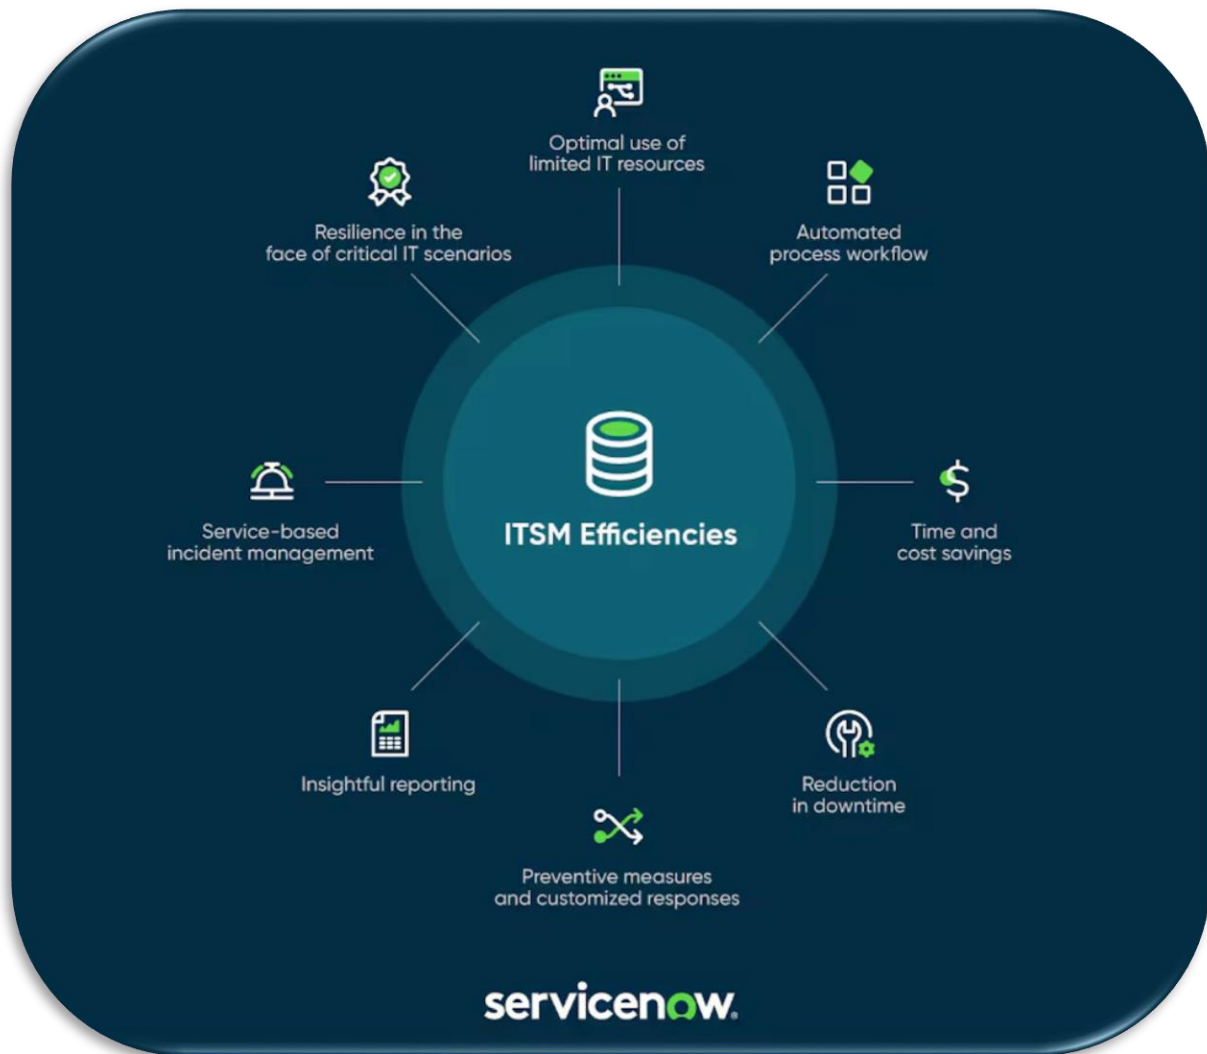 Optimal use of
limited IT resources
Resilience in the
face of critical IT scenarios
Automated
process workflow
ITSM Efficiencies
Service-based
incident management
$
Time and
cost savings
Insightful reporting
Reduction
in downtime
Preventive measures
and customized responses
servicenow.